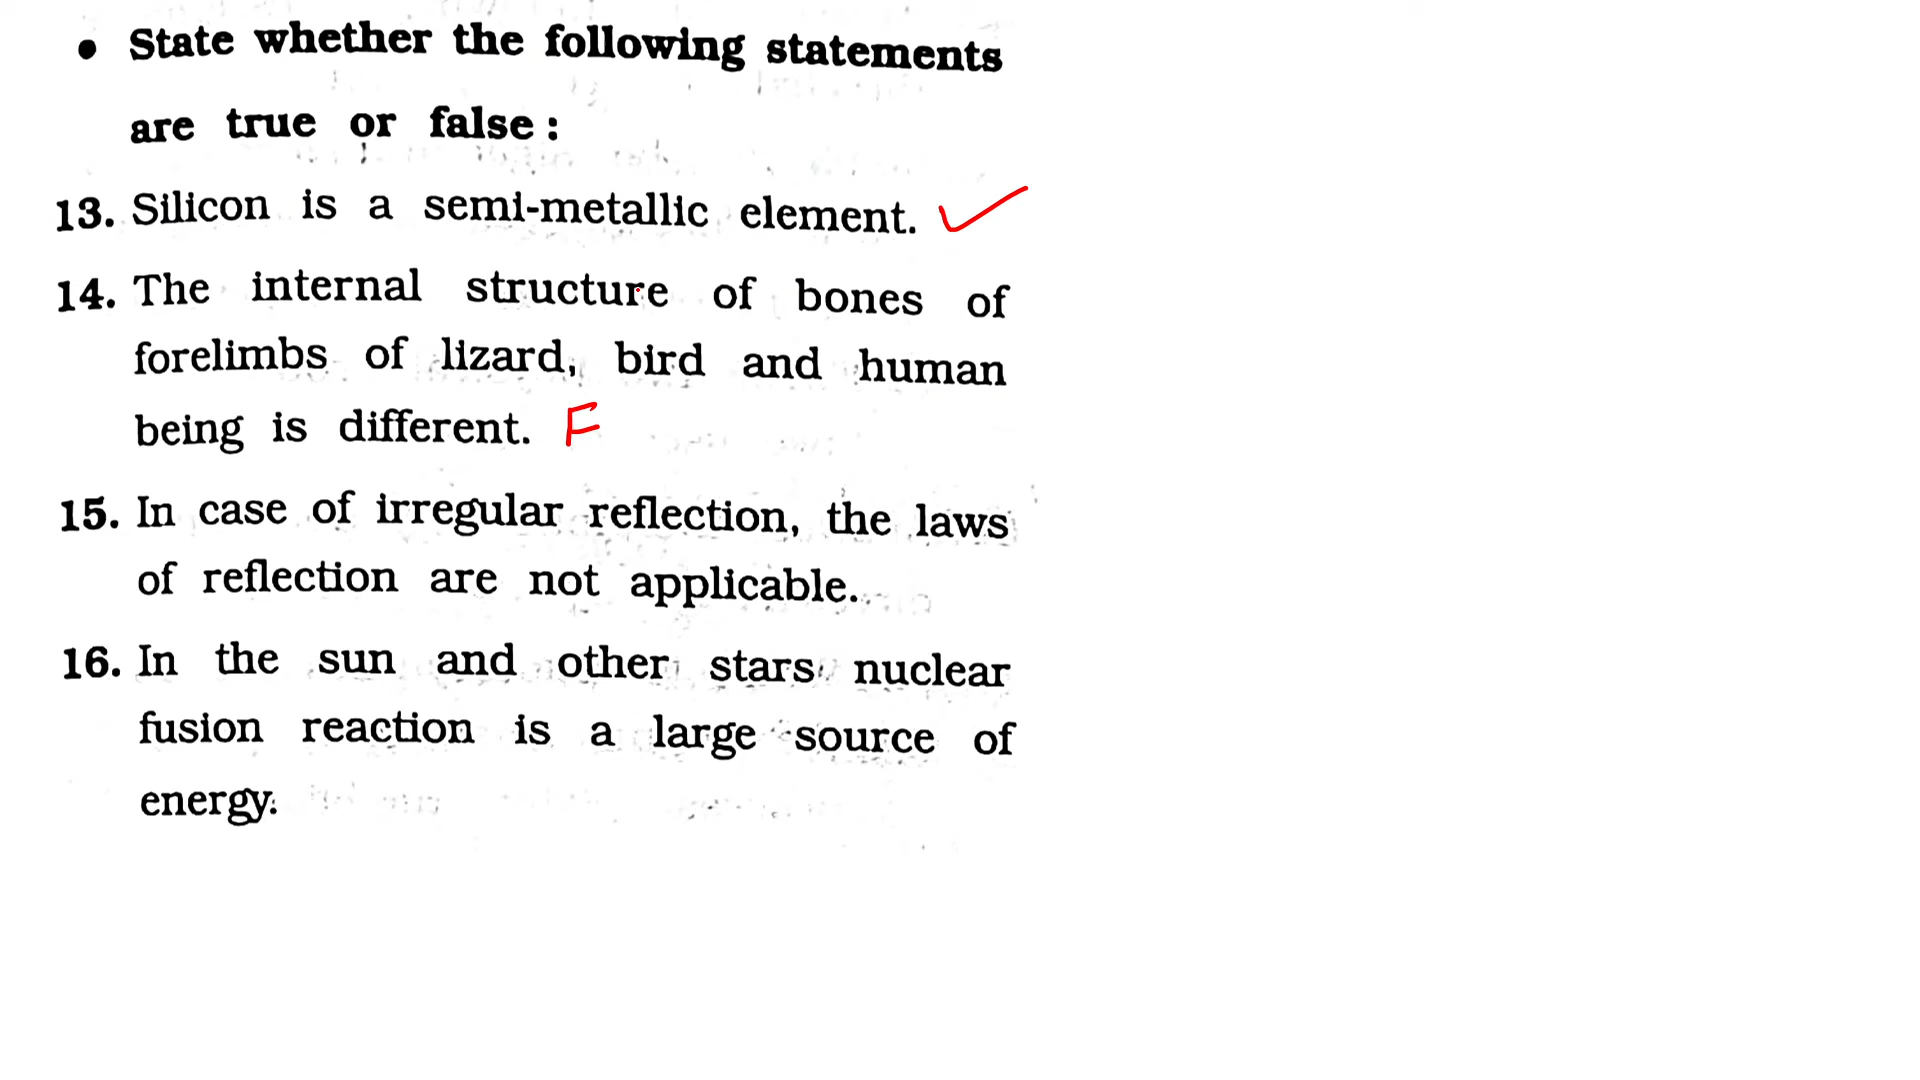 • State whether the following statements
are true or false :
13. Silicon is a semi-metallic element. ✓
14. The internal structure of bones of
forelimbs of lizard, bird and human
being is different. F
15. In case of irregular reflection, the laws
of reflection are not applicable.
16. In the sun and other stars nuclear
fusion reaction is a large source of
energy.